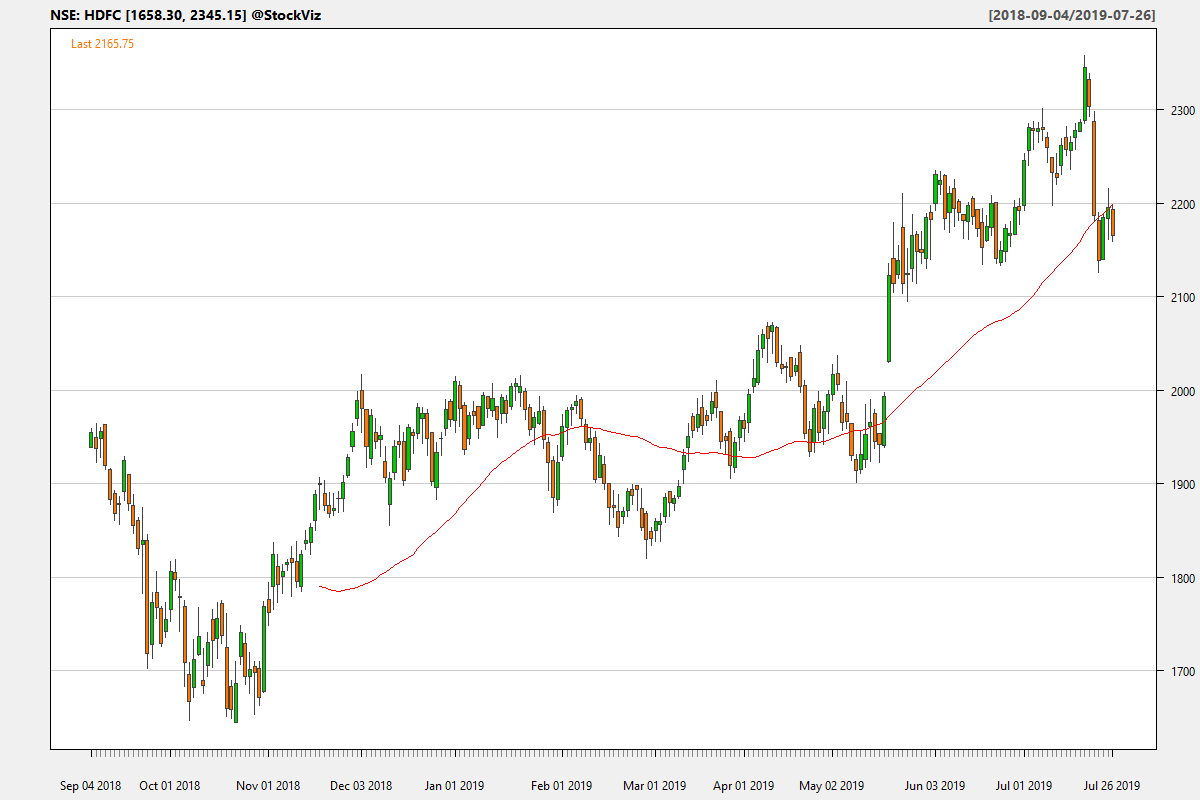 NSE: HDFC [1658.30, 2345.15] @StockViz
[2018-09-04/2019-07-26]
Last 2165.75
2300
2200
2100
2000
1900
1800
1700
Sep 04 2018 Oct 01 2018 Nov 01 2018 Dec 03 2018 Jan 01 2019 Feb 01 2019 Mar 01 2019 Apr 01 2019 May 02 2019 Jun 03 2019 Jul 01 2019 Jul 26 2019